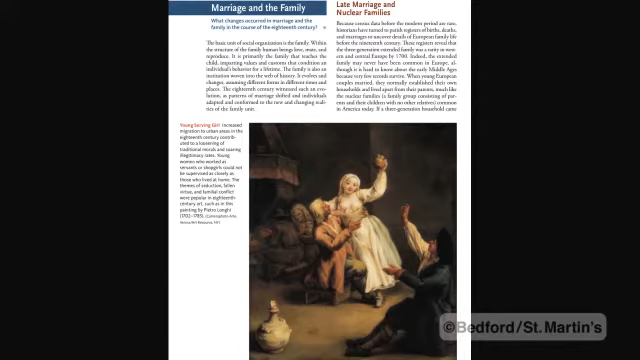 Marriage and the Family
What changes occurred in marriage and the
family in the course of the eighteenth century?
The basic unit of social organization is the family. Within
the structure of the family human beings love, mate, and
reproduce. It is primarily the family that teaches the
child, imparting values and customs that condition an
individual's behavior for a lifetime. The family is also an
institution woven into the web of history. It evolves and
changes, assuming different forms in different times and
places. The eighteenth century witnessed such an evo-
lution, as patterns of marriage shifted and individuals
adapted and conformed to the new and changing reali-
ties of the family unit.
Late Marriage and
Nuclear Families
Because census data before the modern period are rare,
historians have turned to parish registers of births, deaths,
and marriages to uncover details of European family life
before the nineteenth century. These registers reveal that
the three-generation extended family was a rarity in west-
ern and central Europe by 1700. Indeed, the extended
family may never have been common in Europe, al-
though it is hard to know about the early Middle Ages
because very few records survive. When young European
couples married, they normally established their own
households and lived apart from their parents, much like
the nuclear families (a family group consisting of par-
ents and their children with no other relatives) common
in America today. If a three-generation household came
Young Serving Girl Increased
migration to urban areas in the
eighteenth century contrib-
uted to a loosening of
traditional morals and soaring
illegitimacy rates. Young
women who worked as
servants or shopgirls could not
be supervised as closely as
those who lived at home. The
themes of seduction, fallen
virtue, and familial conflict
were popular in eighteenth-
century art, such as in this
painting by Pietro Longhi
(1702–1785). (Cameraphoto Arte,
Venice/Art Resource, NY)
©Bedford/St. Martin's